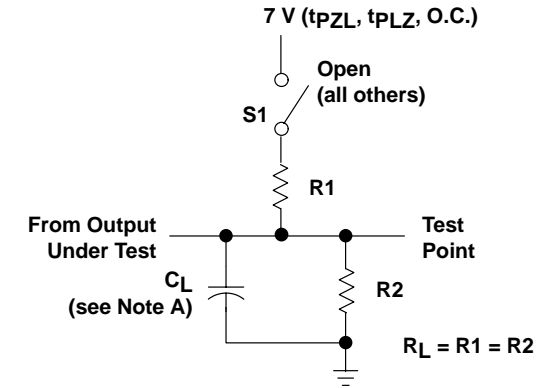 7 V (tPZL, tPLZ, O.C.)
Open
(all others)
S1
R1
From Output
Under Test
Test
Point
CL
(see Note A)
R2
RL = R1 = R2